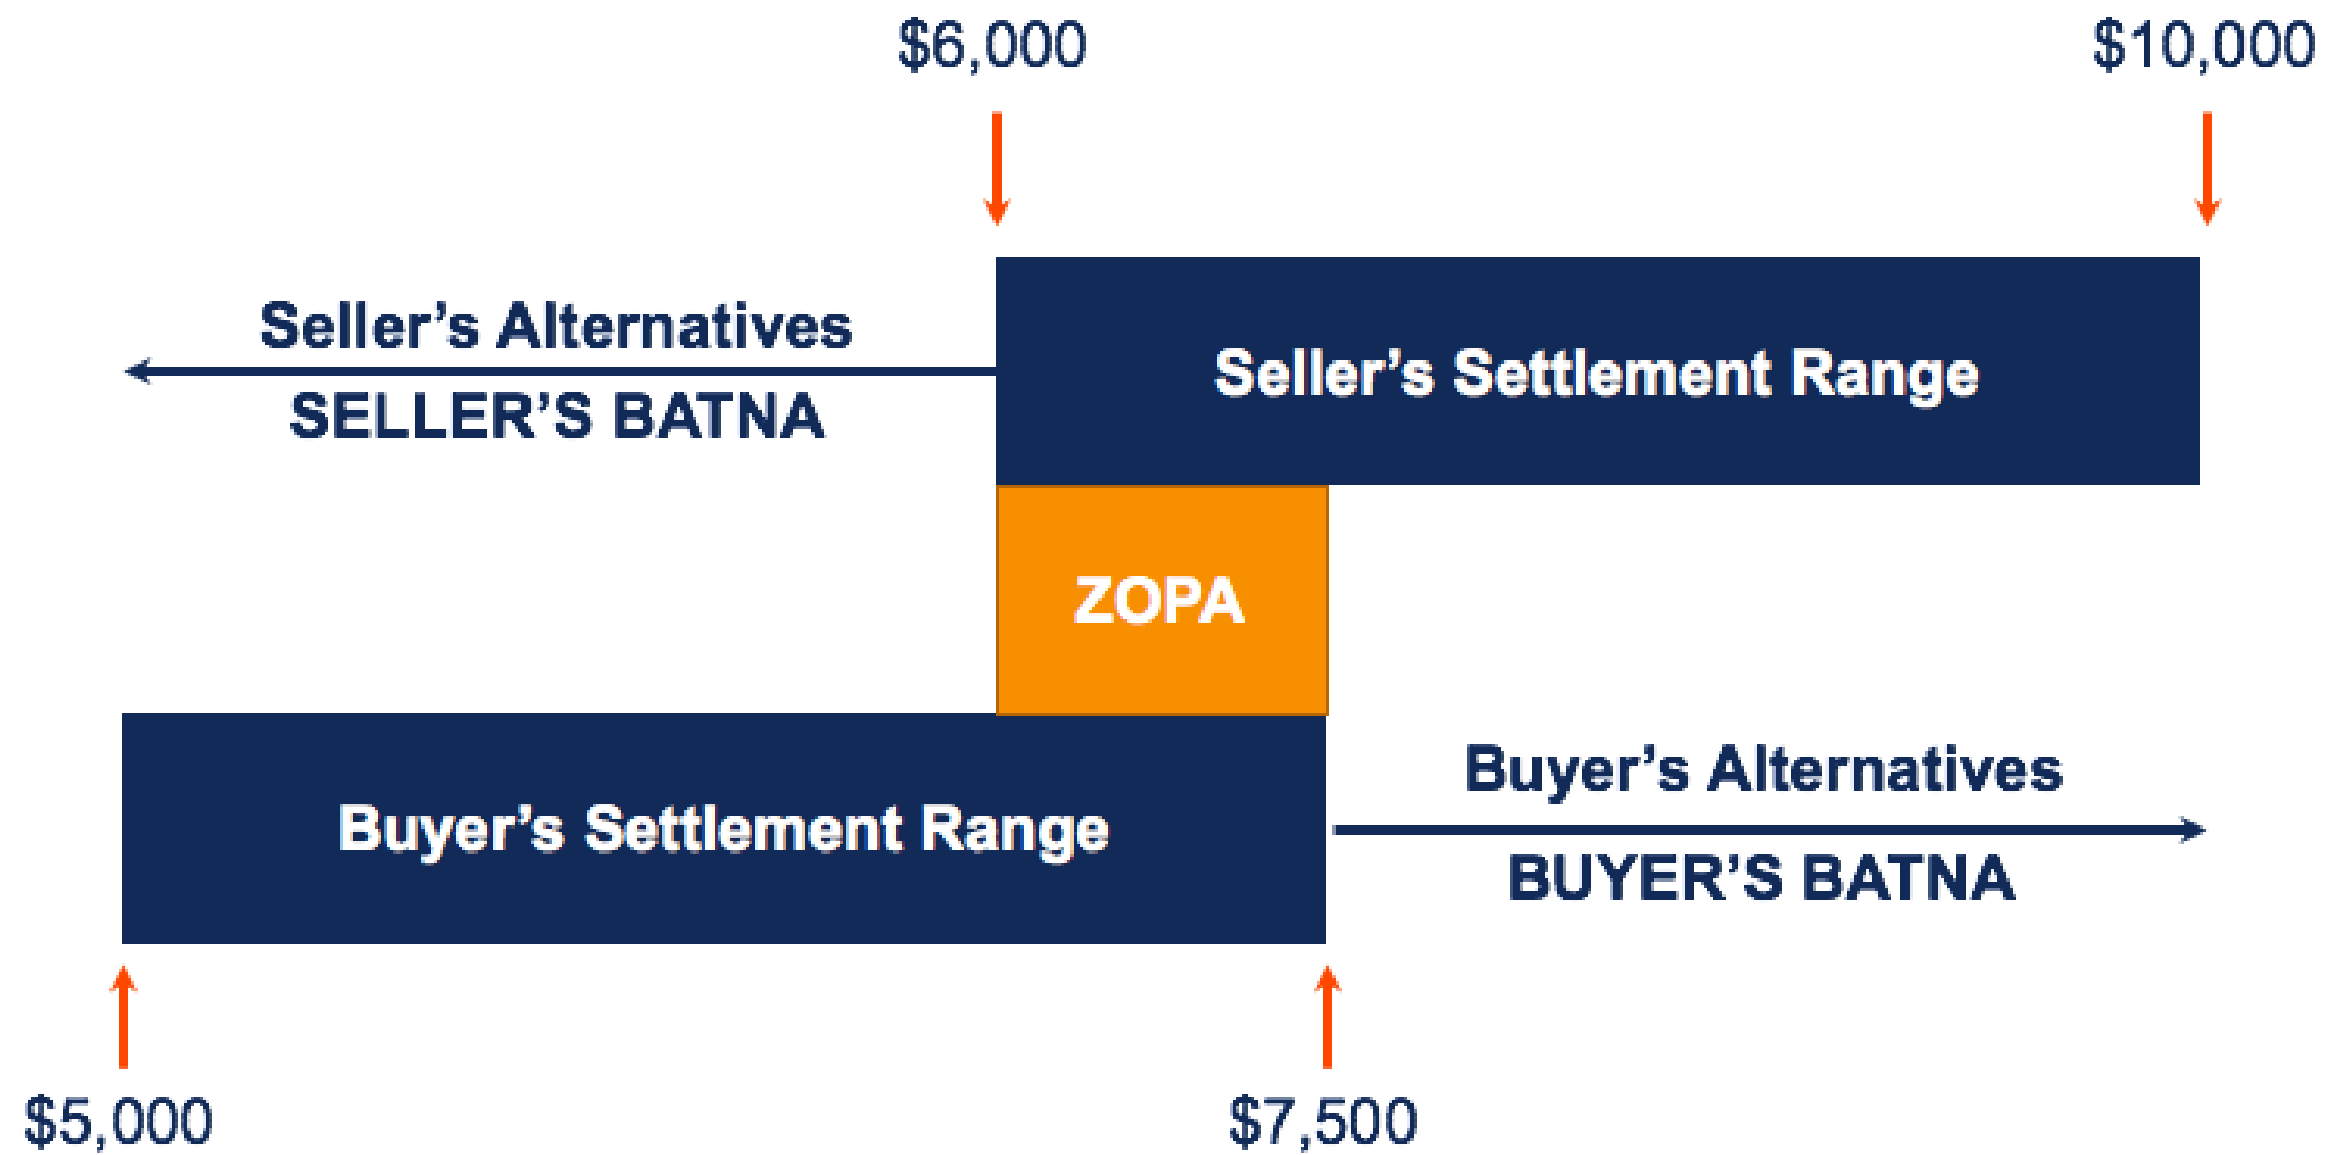 $6,000
$10,000
Seller’s Alternatives
SELLER’S BATNA
Seller’s Settlement Range
ZOPA
Buyer’s Settlement Range
Buyer’s Alternatives
BUYER’S BATNA
$5,000
$7,500